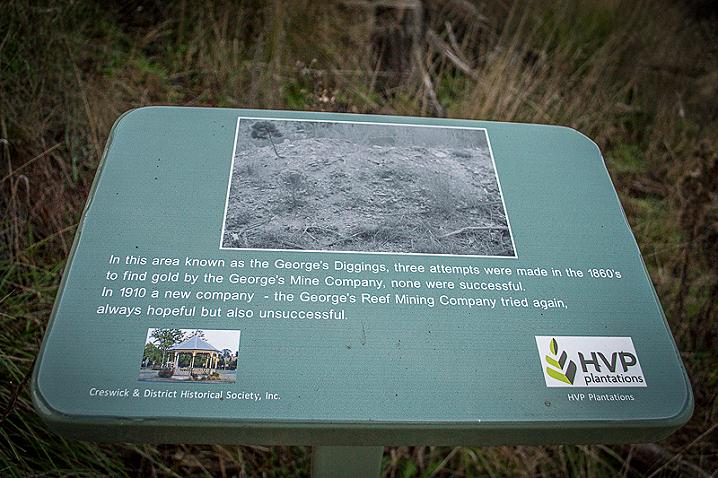 In this area known as the George's Diggings, three attempts were made in the 1860's
to find gold by the George's Mine Company, none were successful.
In 1910 a new company - the George's Reef Mining Company tried again,
always hopeful but also unsuccessful.
HVP
plantations
Creswick & District Historical Society, Inc.
HVP Plantations